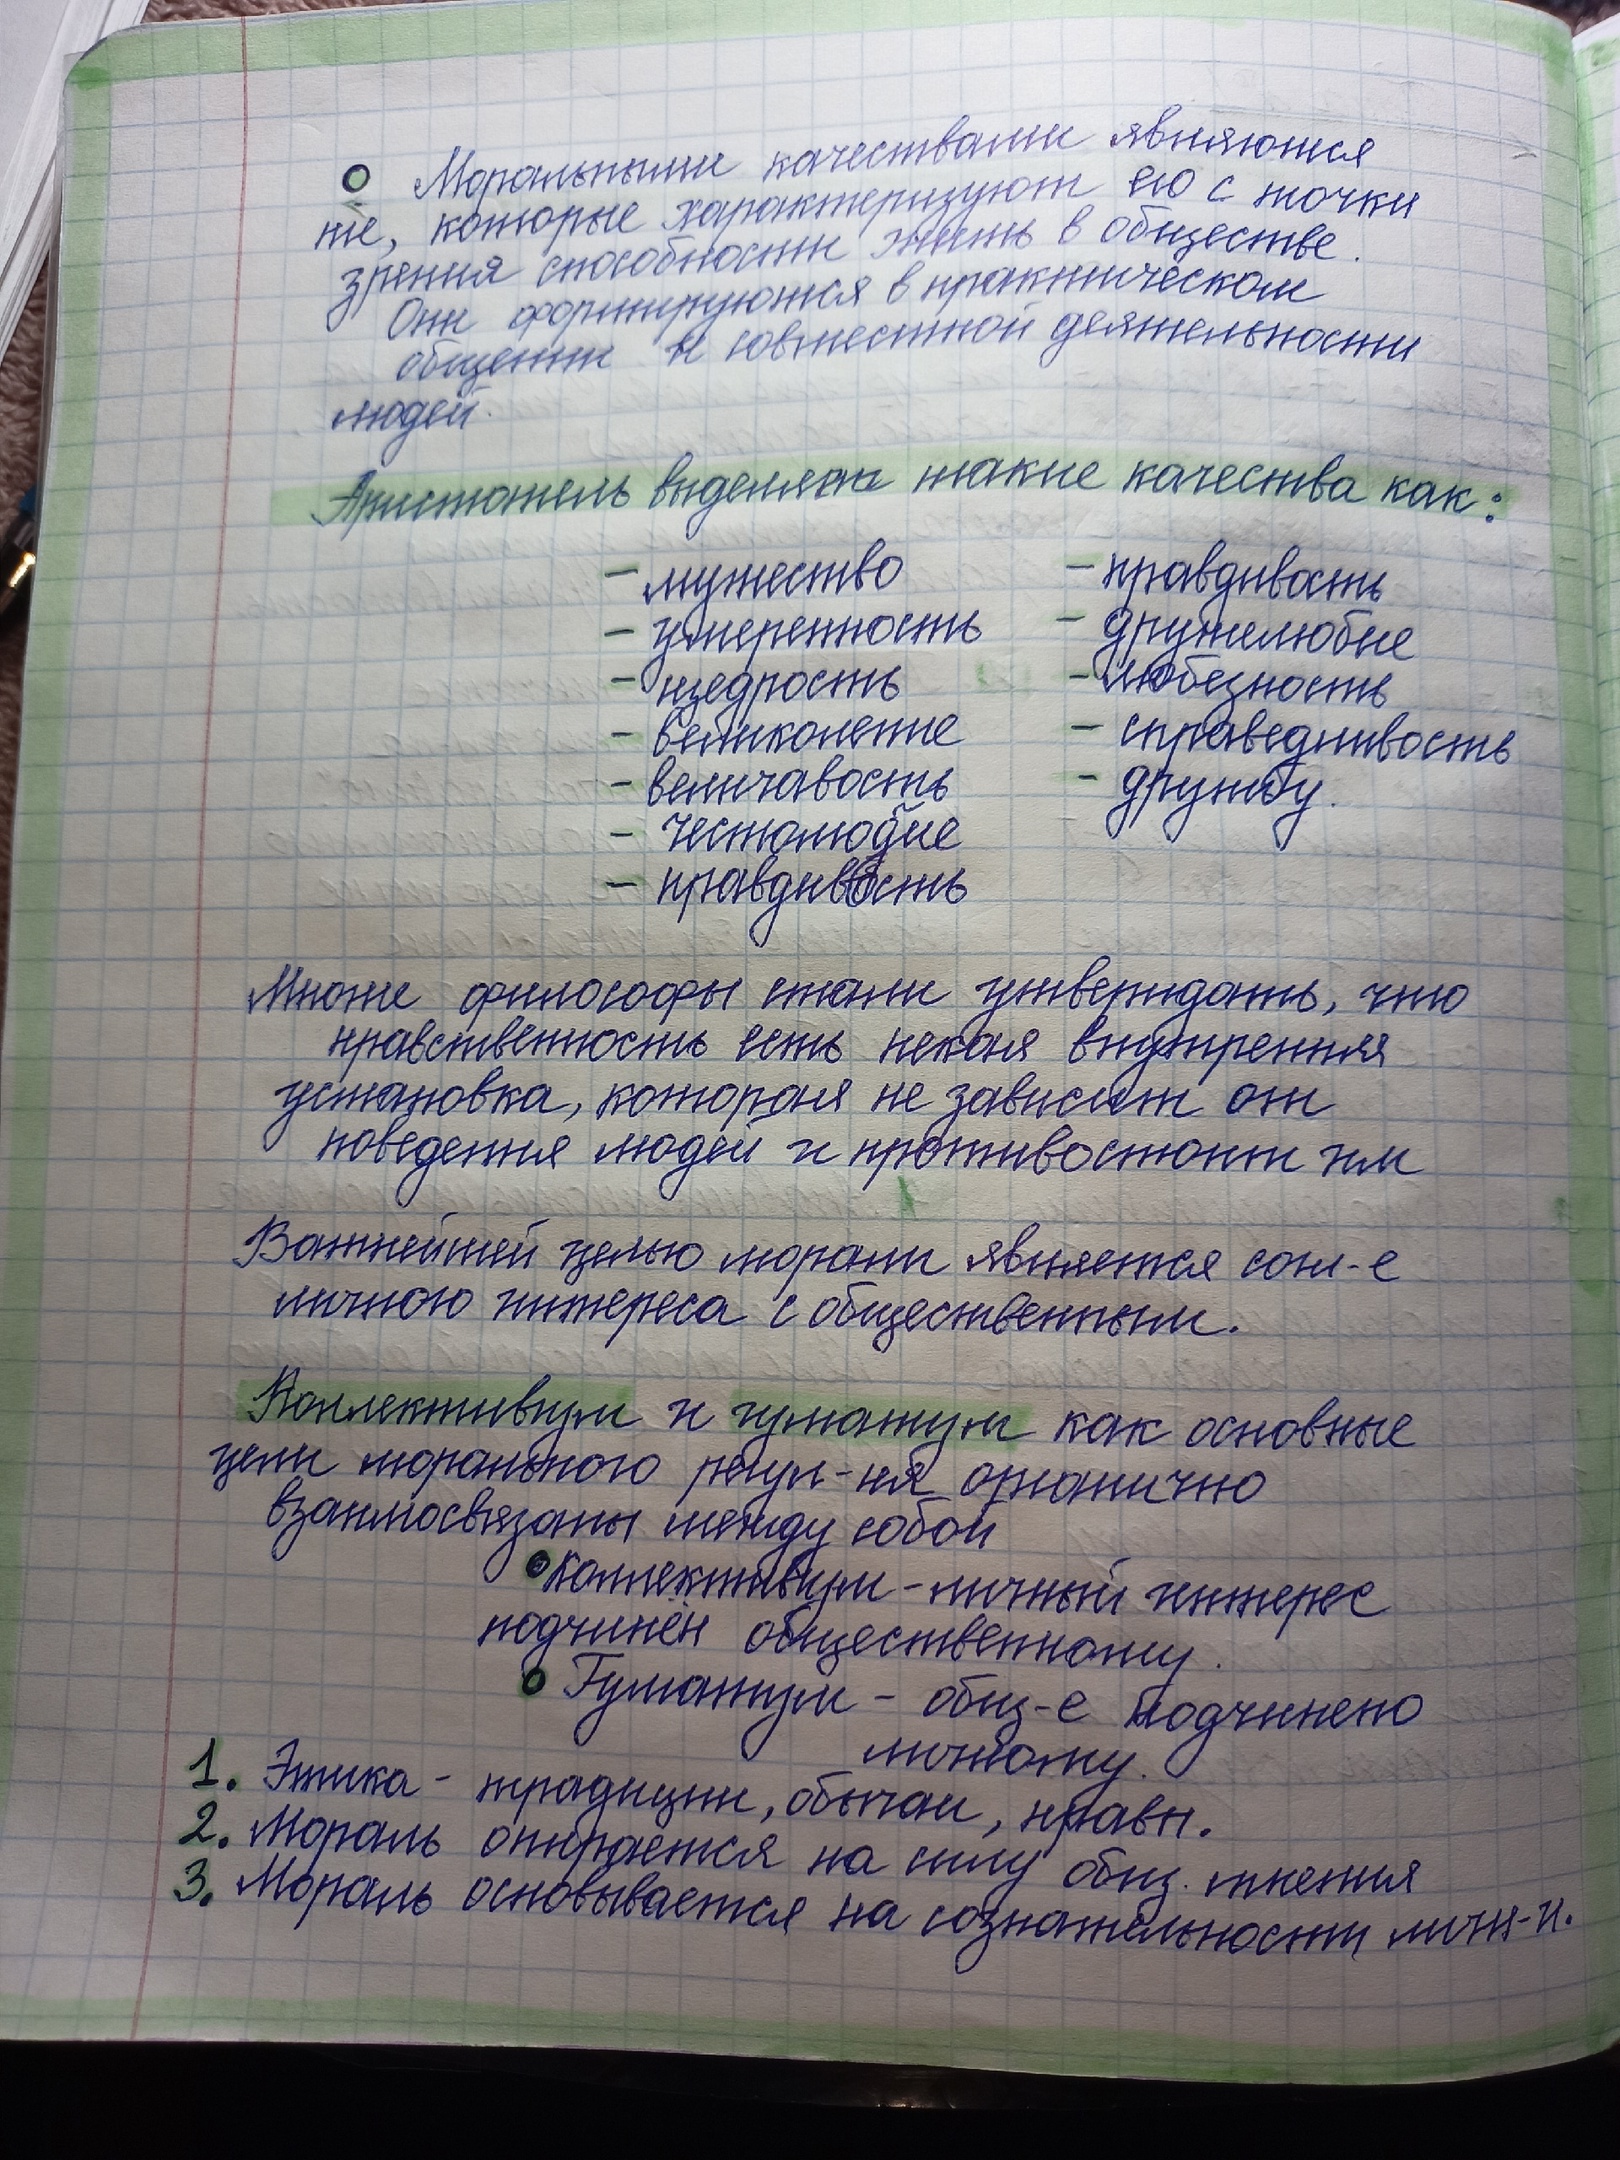 Моральными качествами являются
те, которые характеризуют его с точки
зрения способности жить в обществе.
Они формируются в практическом
общении и совместной деятельности
людей.
Аристотель выделяет такие качества как:
- мужество
- умеренность
- щедрость
- великолепие
- величавость
- честолюбие
- правдивость
- правдивость
- дружелюбие
- любезность
- справедливость
- дружбу.
Многие философы стали утверждать, что
нравственность есть некая внутренняя
установка, которая не зависит от
поведения людей и противостоит им
Важнейшей целью морали является согл-е
личного интереса с общественным.
Коллективизм и гуманизм как основные
цели морального регул-ия органично
взаимосвязаны между собой
Коллективизм - личный интерес
подчинён общественному.
Гуманизм - общ-е подчинено
личному.
1. Этика - традиции, обычаи, нравы.
2. Мораль опирается на силу общ. мнения
3. Мораль основывается на сознательности личн-и.